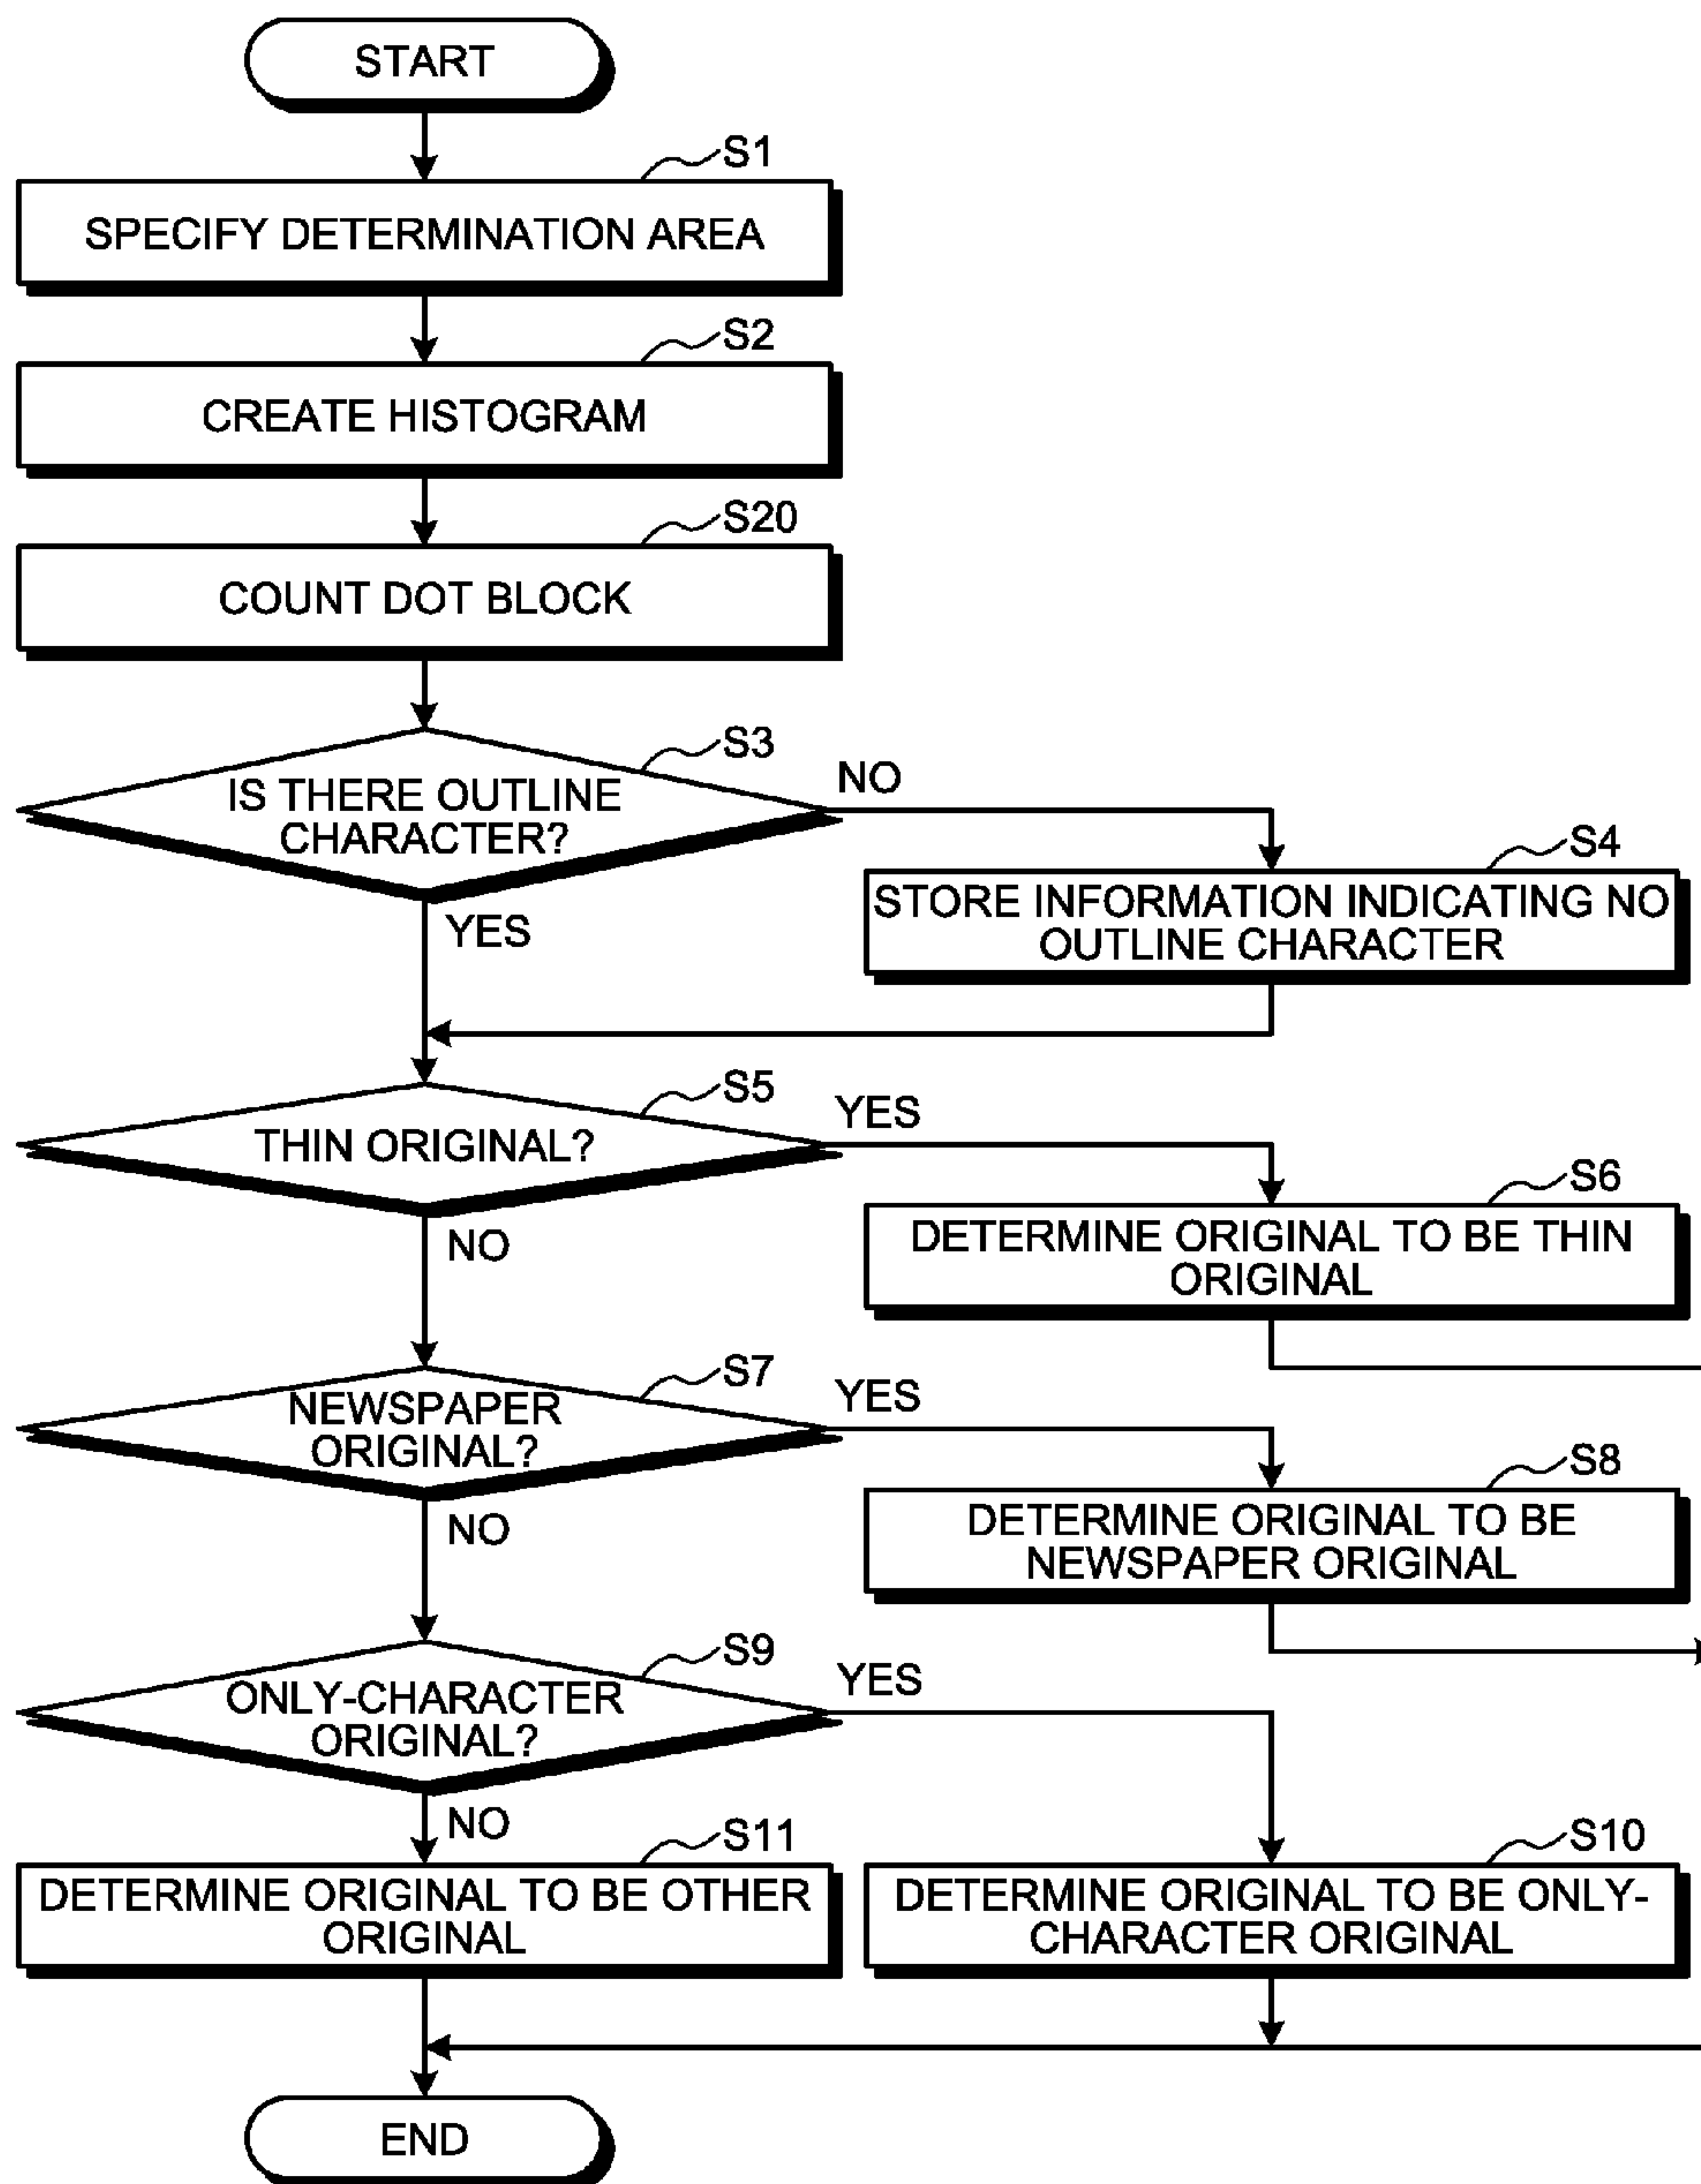 START
S1
SPECIFY DETERMINATION AREA
S2
CREATE HISTOGRAM
S20
COUNT DOT BLOCK
S3
IS THERE OUTLINE
CHARACTER?
NO
YES
S4
STORE INFORMATION INDICATING NO
OUTLINE CHARACTER
S5
THIN ORIGINAL?
YES
NO
S6
DETERMINE ORIGINAL TO BE THIN
ORIGINAL
S7
NEWSPAPER
ORIGINAL?
YES
NO
S8
DETERMINE ORIGINAL TO BE
NEWSPAPER ORIGINAL
S9
ONLY-CHARACTER
ORIGINAL?
YES
NO
S11
DETERMINE ORIGINAL TO BE OTHER
ORIGINAL
S10
DETERMINE ORIGINAL TO BE ONLY-
CHARACTER ORIGINAL
END